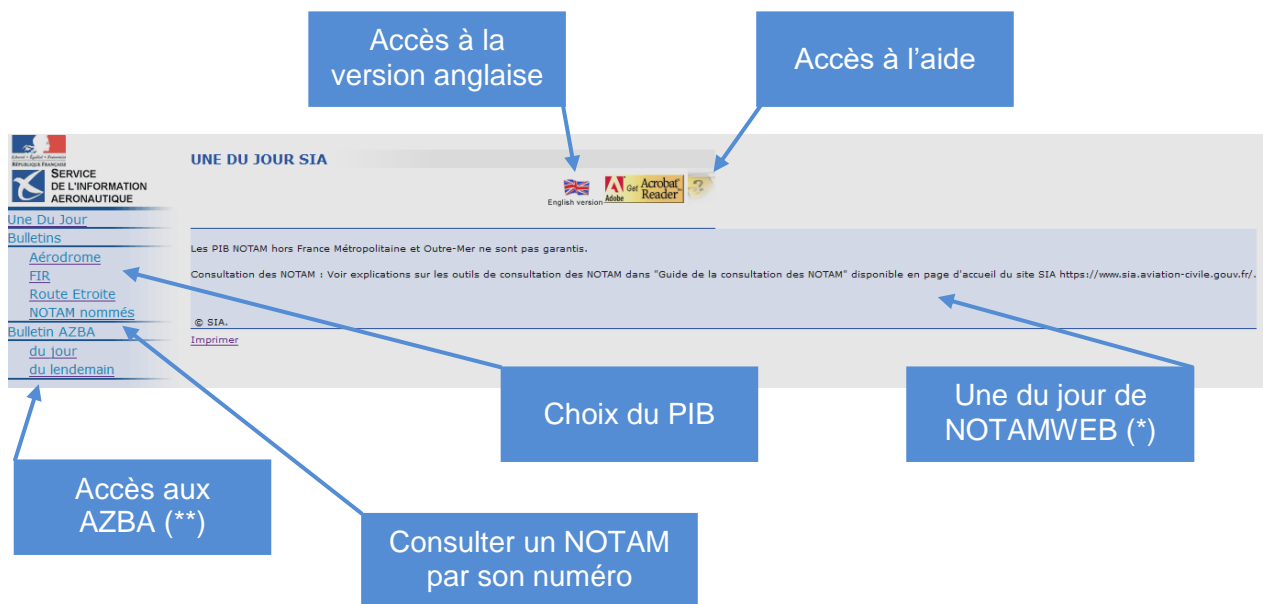 Accès à la
version anglaise
Accès à l'aide
RÉPUBLIQUE FRANÇAISE
SERVICE
DE L'INFORMATION
AERONAUTIQUE
UNE DU JOUR SIA
English version
Adobe
Get Acrobat
Reader
?
Une Du Jour
Bulletins
Aérodrome
FIR
Route Etroite
NOTAM nommés
Bulletin AZBA
du jour
du lendemain
Les PIB NOTAM hors France Métropolitaine et Outre-Mer ne sont pas garantis.
Consultation des NOTAM : Voir explications sur les outils de consultation des NOTAM dans "Guide de la consultation des NOTAM" disponible en page d'accueil du site SIA https://www.sia.aviation-civile.gouv.fr/.
© SIA.
Imprimer
Choix du PIB
Une du jour de
NOTAMWEB (*)
Accès aux
AZBA (**)
Consulter un NOTAM
par son numéro